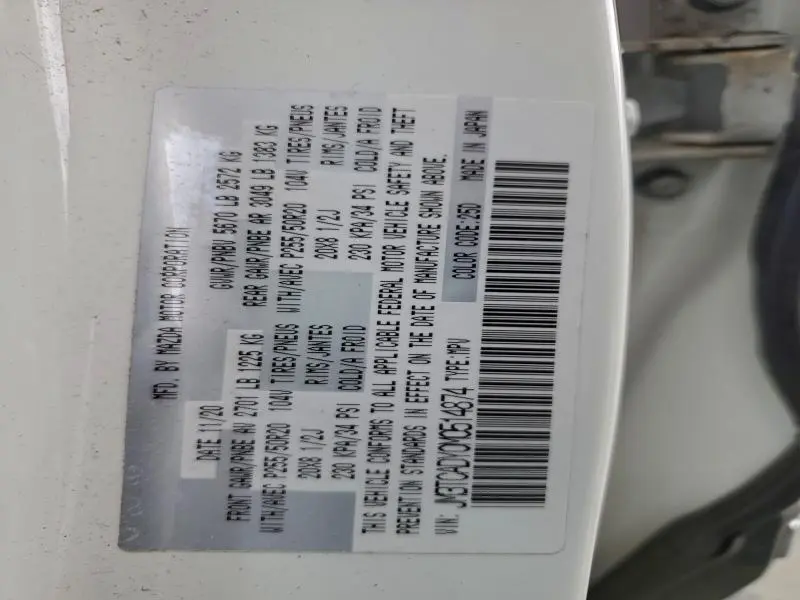 MFD. BY MAZDA MOTOR CORPORATION
DATE 11/20 GVWR/PNBV 5670 LB 2572 KG
FRONT GAWR/PNBE AV 2701 LB 1225 KG REAR GAWR/PNBE AR 3049 LB 1383 KG
WITH/AVEC P255/50R20 104V TIRES/PNEUS WITH/AVEC P255/50R20 104V TIRES/PNEUS
20X8 1/2J RIMS/JANTES 20X8 1/2J RIMS/JANTES
230 KPA/34 PSI COLD/A FROID 230 KPA/34 PSI COLD/A FROID
THIS VEHICLE CONFORMS TO ALL APPLICABLE FEDERAL MOTOR VEHICLE SAFETY AND THEFT
PREVENTION STANDARDS IN EFFECT ON THE DATE OF MANUFACTURE SHOWN ABOVE.
VIN: JM3TCADY0M0514874 TYPE:MPV COLOR CODE:25D MADE IN JAPAN